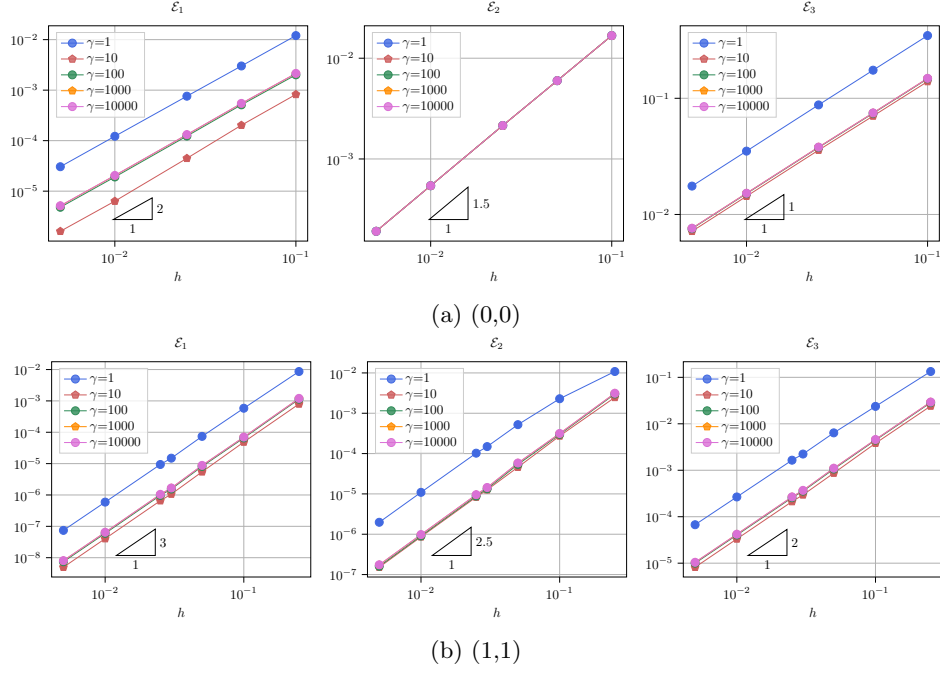 ℰ₁
10⁻²
10⁻³
10⁻⁴
10⁻⁵
γ=1
γ=10
γ=100
γ=1000
γ=10000
2
1
10⁻²
10⁻¹
h
ℰ₂
10⁻²
10⁻³
γ=1
γ=10
γ=100
γ=1000
γ=10000
1.5
1
10⁻²
10⁻¹
h
ℰ₃
10⁻¹
10⁻²
γ=1
γ=10
γ=100
γ=1000
γ=10000
1
1
10⁻²
10⁻¹
h
(a) (0,0)
ℰ₁
10⁻²
10⁻³
10⁻⁴
10⁻⁵
10⁻⁶
10⁻⁷
10⁻⁸
γ=1
γ=10
γ=100
γ=1000
γ=10000
3
1
10⁻²
10⁻¹
h
ℰ₂
10⁻²
10⁻³
10⁻⁴
10⁻⁵
10⁻⁶
10⁻⁷
γ=1
γ=10
γ=100
γ=1000
γ=10000
2.5
1
10⁻²
10⁻¹
h
ℰ₃
10⁻¹
10⁻²
10⁻³
10⁻⁴
10⁻⁵
γ=1
γ=10
γ=100
γ=1000
γ=10000
2
1
10⁻²
10⁻¹
h
(b) (1,1)